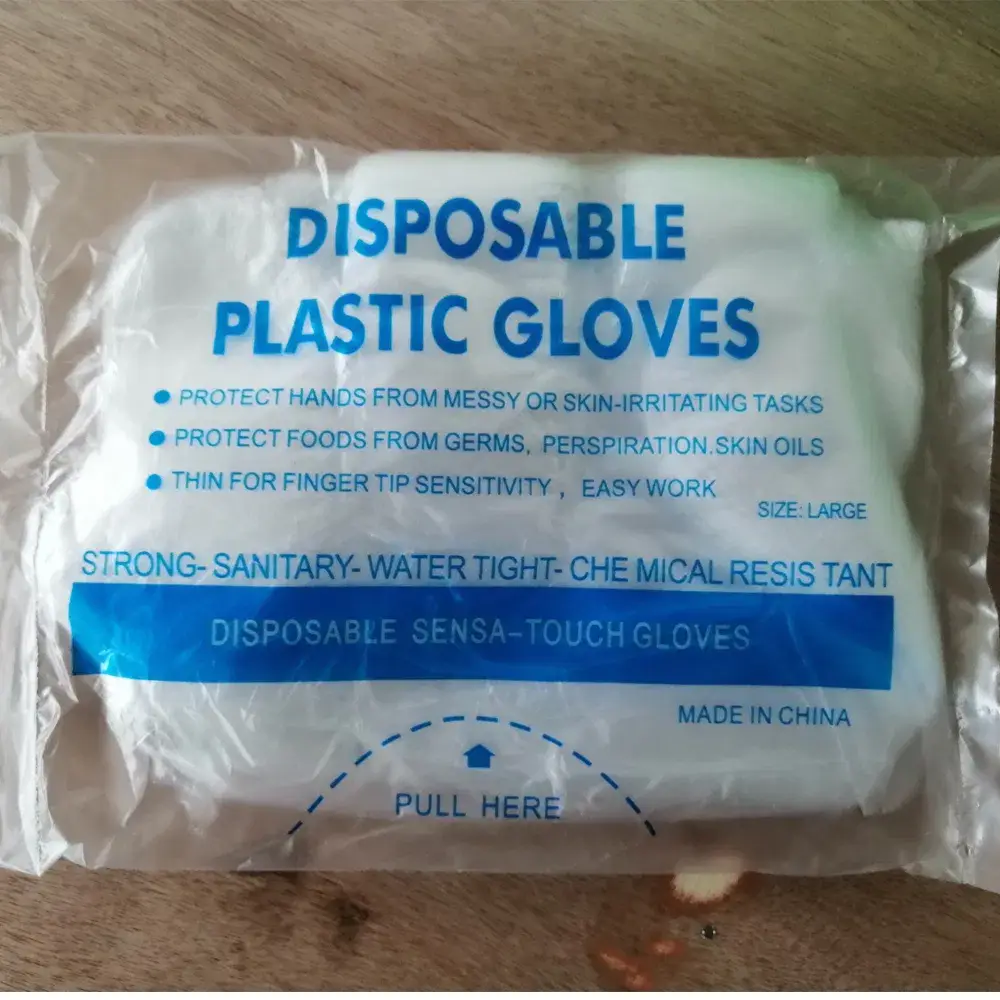 DISPOSABLE
PLASTIC GLOVES
● PROTECT HANDS FROM MESSY OR SKIN-IRRITATING TASKS
● PROTECT FOODS FROM GERMS, PERSPIRATION.SKIN OILS
● THIN FOR FINGER TIP SENSITIVITY , EASY WORK
SIZE: LARGE
STRONG- SANITARY- WATER TIGHT- CHE MICAL RESIS TANT
DISPOSABLE SENSA-TOUCH GLOVES
MADE IN CHINA
PULL HERE